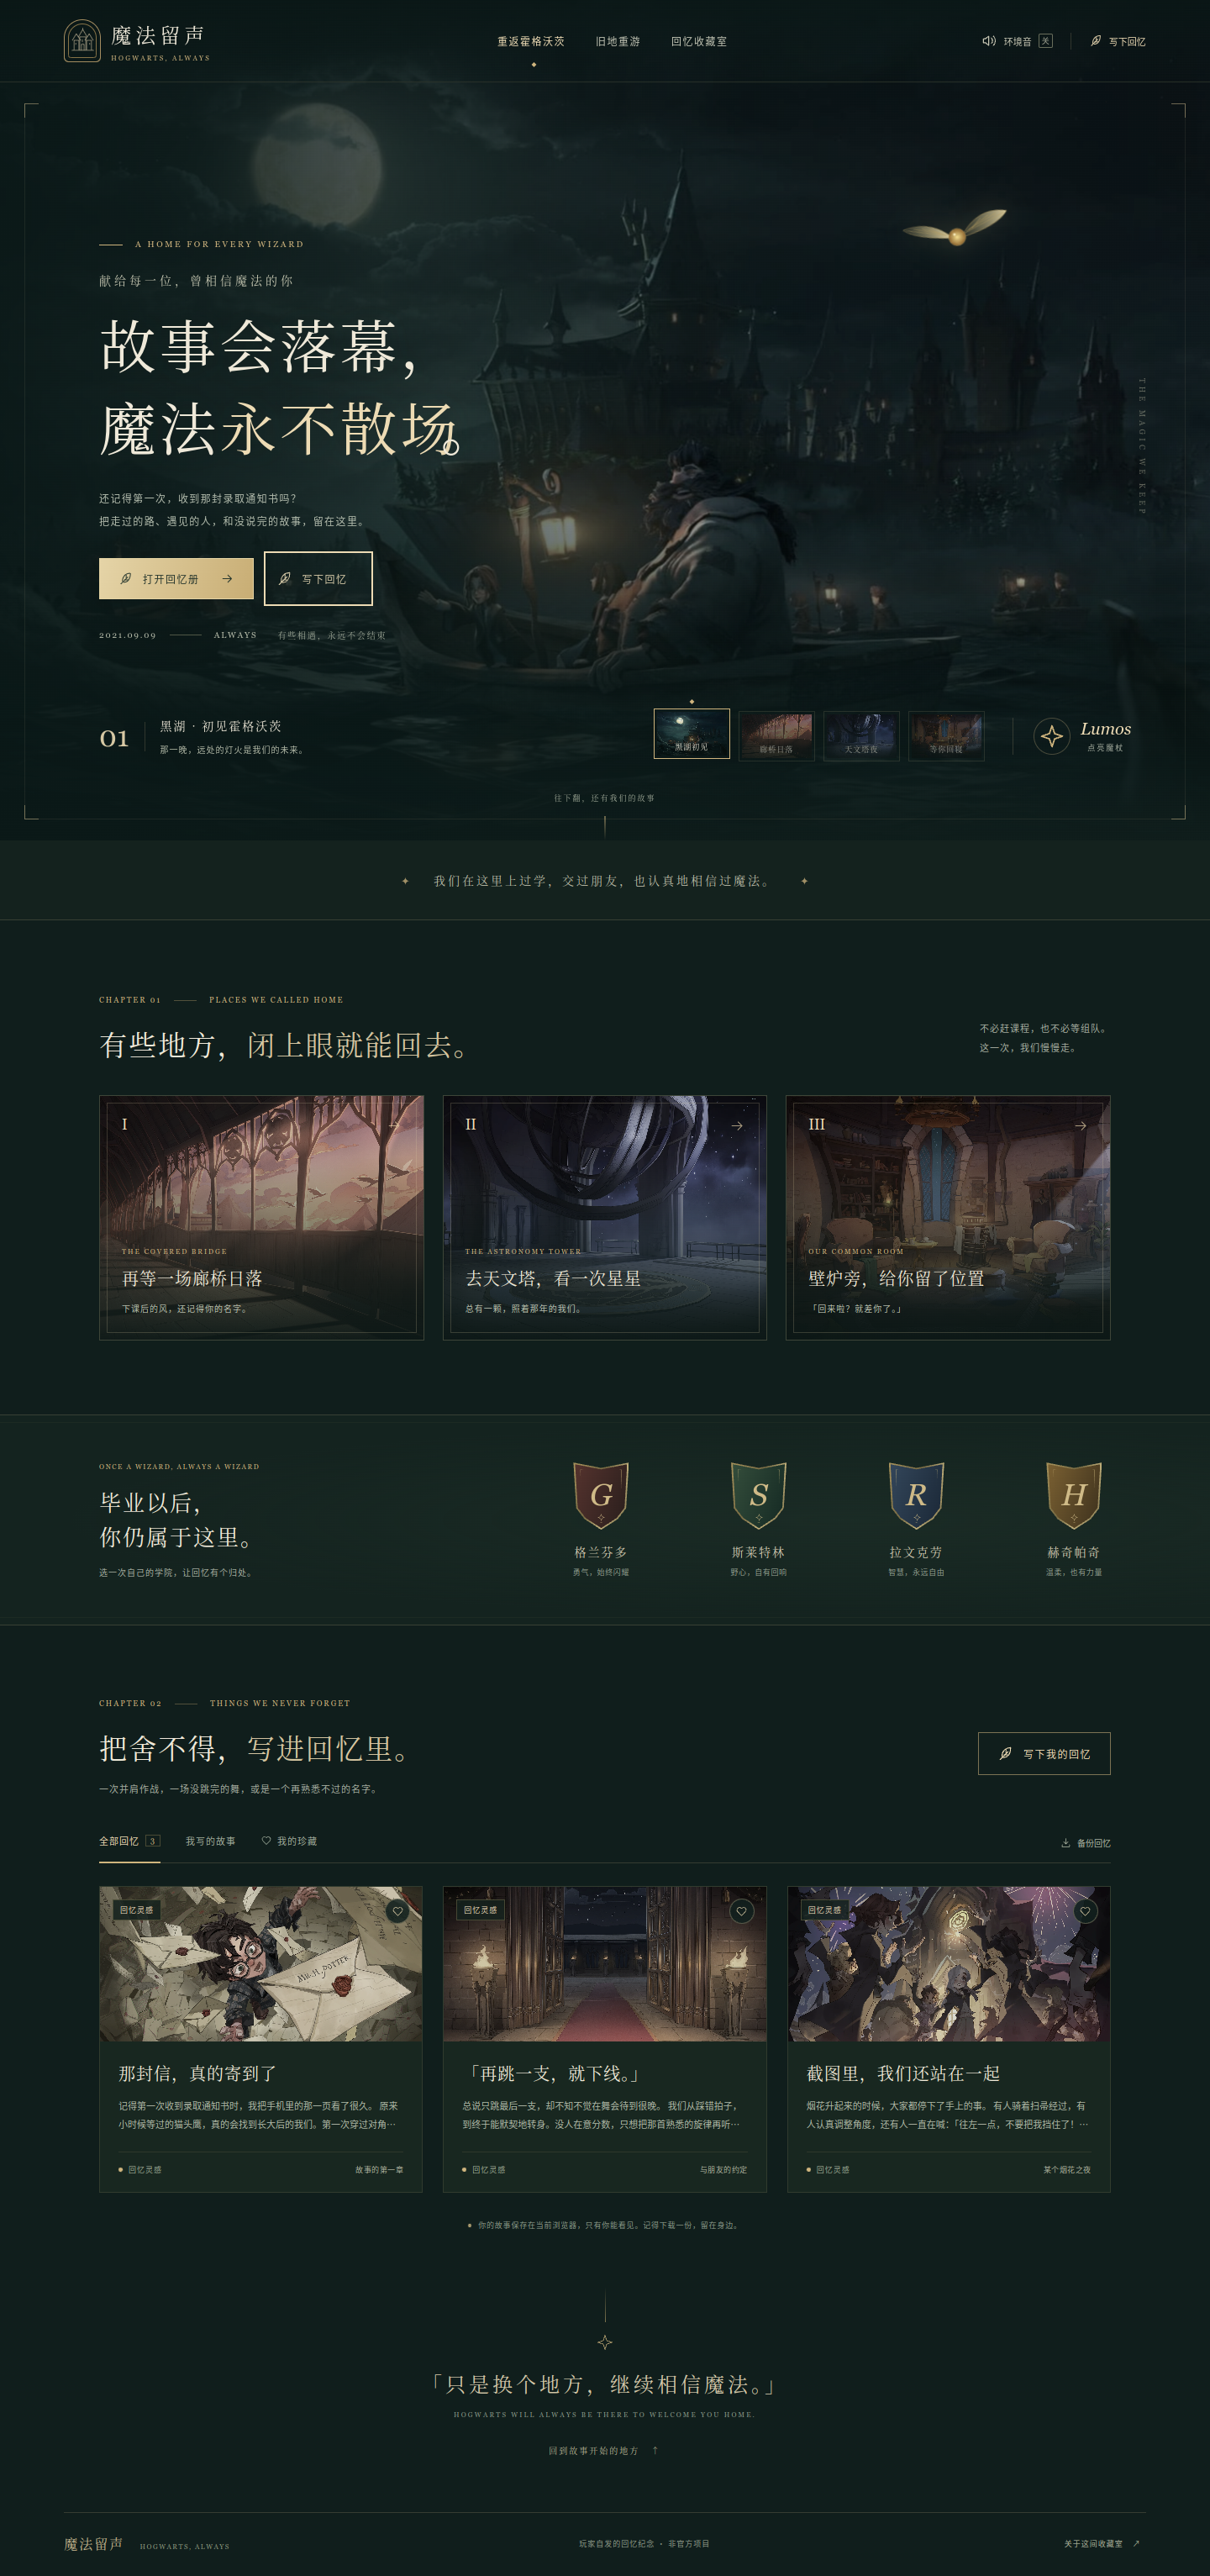 魔法留声
HOGWARTS, ALWAYS
重返霍格沃茨
旧地重游
回忆收藏室
环境音 关
写下回忆
A HOME FOR EVERY WIZARD
献给每一位，曾相信魔法的你
故事会落幕，
魔法永不散场。
THE MAGIC WE KEEP
还记得第一次，收到那封录取通知书吗？
把走过的路、遇见的人，和没说完的故事，留在这里。
打开回忆册 →
写下回忆
2021.09.09 ALWAYS 有些相遇，永远不会结束
01
黑湖 · 初见霍格沃茨
那一晚，远处的灯火是我们的未来。
黑湖初见
廊桥日落
天文塔夜
等你回寝
Lumos
点亮魔杖
往下翻，还有我们的故事
我们在这里上过学，交过朋友，也认真地相信过魔法。
CHAPTER 01 PLACES WE CALLED HOME
有些地方，闭上眼就能回去。
不必赶课程，也不必等组队。
这一次，我们慢慢走。
I
THE COVERED BRIDGE
再等一场廊桥日落
下课后的风，还记得你的名字。
II
THE ASTRONOMY TOWER
去天文塔，看一次星星
总有一颗，照着那年的我们。
III
OUR COMMON ROOM
壁炉旁，给你留了位置
「回来啦？就差你了。」
ONCE A WIZARD, ALWAYS A WIZARD
毕业以后，
你仍属于这里。
选一次自己的学院，让回忆有个归处。
G
格兰芬多
勇气，始终闪耀
S
斯莱特林
野心，自有回响
R
拉文克劳
智慧，永远自由
H
赫奇帕奇
温柔，也有力量
CHAPTER 02 THINGS WE NEVER FORGET
把舍不得，写进回忆里。
一次并肩作战，一场没跳完的舞，或是一个再熟悉不过的名字。
写下我的回忆
全部回忆 3
我写的故事
我的珍藏
备份回忆
回忆灵感
那封信，真的寄到了
记得第一次收到录取通知书时，我把手机里的那一页看了很久。 原来
小时候等过的猫头鹰，真的会找到长大后的我们。第一次穿过对角…
回忆灵感 故事的第一章
回忆灵感
「再跳一支，就下线。」
总说只跳最后一支，却不知不觉在舞会待到很晚。 我们从踩错拍子，
到终于能默契地转身。没人在意分数，只想把那首熟悉的旋律再听…
回忆灵感 与朋友的约定
回忆灵感
截图里，我们还站在一起
烟花升起来的时候，大家都停下了手上的事。 有人骑着扫帚经过，有
人认真调整角度，还有人一直在喊：「往左一点，不要把我挡住了！…
回忆灵感 某个烟花之夜
你的故事保存在当前浏览器，只有你能看见。记得下载一份，留在身边。
「只是换个地方，继续相信魔法。」
HOGWARTS WILL ALWAYS BE THERE TO WELCOME YOU HOME.
回到故事开始的地方 ↑
魔法留声 HOGWARTS, ALWAYS
玩家自发的回忆纪念 · 非官方项目
关于这间收藏室 ↗